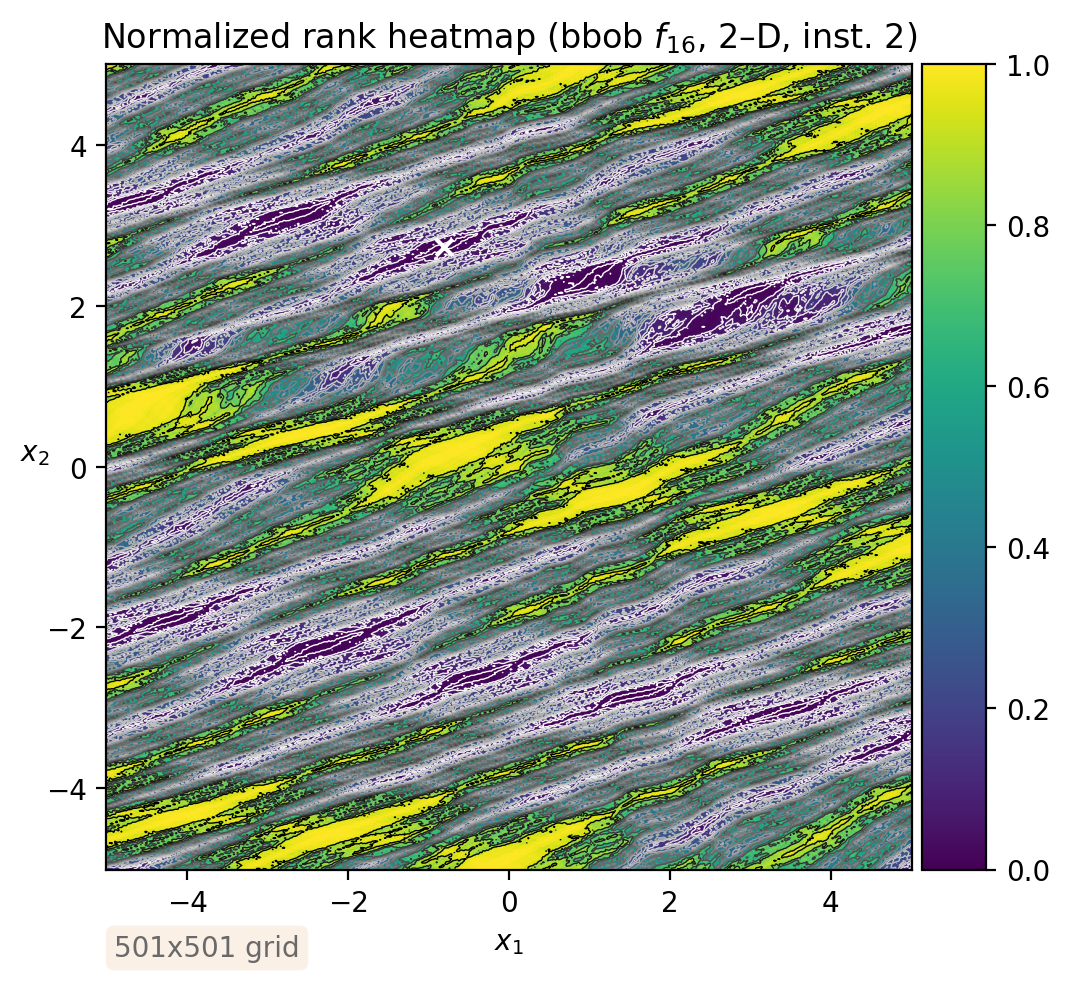 Normalized rank heatmap (bbob f₁₆, 2–D, inst. 2)
1.0
0.8
0.6
0.4
0.2
0.0
4
2
0
−2
−4
x₂
−4 −2 0 2 4
x₁
501x501 grid